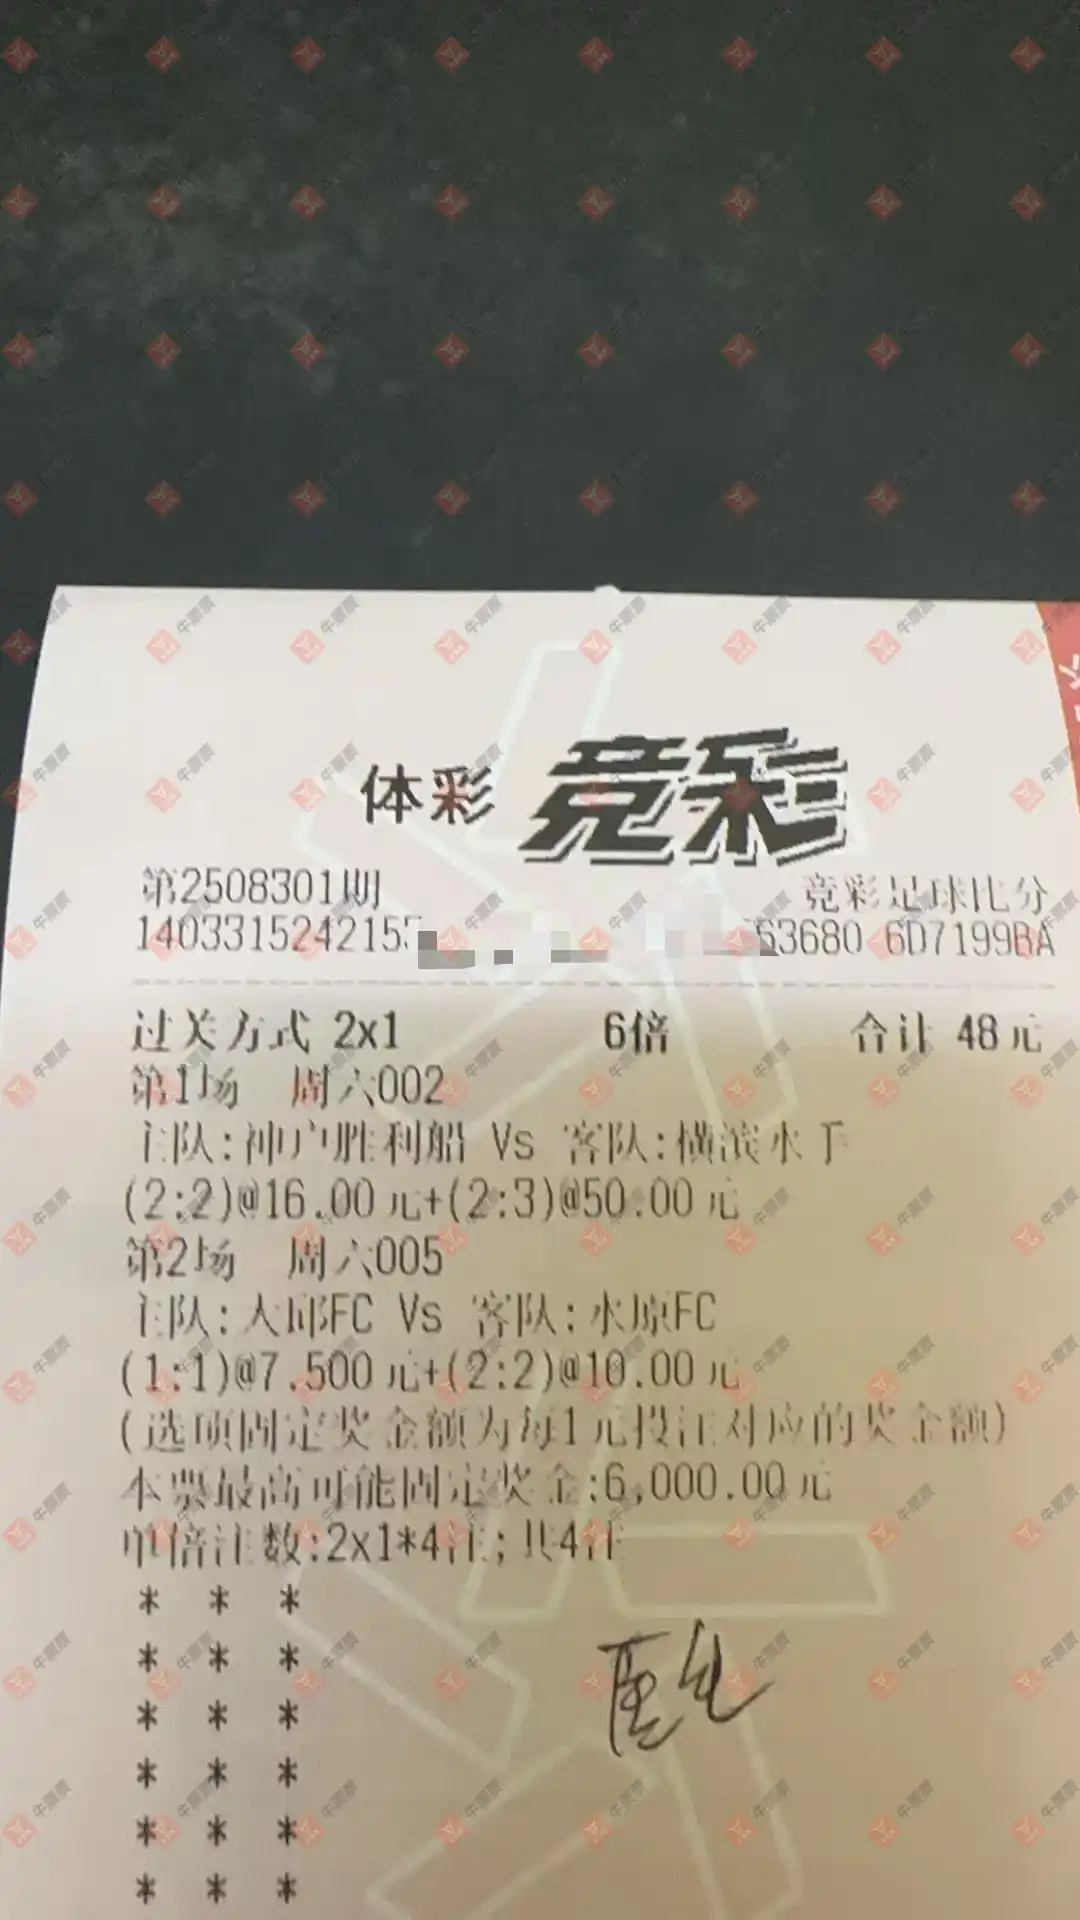 体彩 竞彩
第2508301期 竞彩足球比分
14033152421555 63680 6D7199BA
过关方式 2x1 6倍 合计 48元
第1场 周六002
主队:神户胜利船 Vs 客队:横滨水手
(2:2)@16.00元+(2:3)@50.00元
第2场 周六005
主队:大邱FC Vs 客队:水原FC
(1:1)@7.500元+(2:2)@10.00元
(选项固定奖金额为每1元投注对应的奖金额)
本票最高可能固定奖金:6,000.00元
单倍注数:2x1*4注;共4注
* * *
* * *
* * *
* * *
* * *
* * *
牛票票